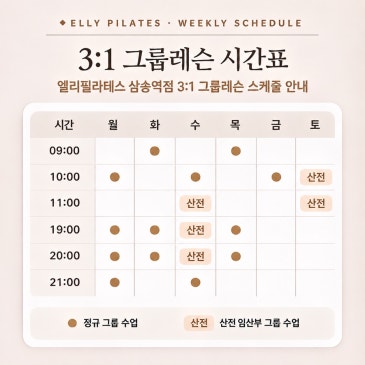 ◆ ELLY PILATES · WEEKLY SCHEDULE
3:1 그룹레슨 시간표
엘리필라테스 삼송역점 3:1 그룹레슨 스케줄 안내
시간 월 화 수 목 금 토
09:00 ● ●
10:00 ● ● ● 산전
11:00 산전 산전
19:00 ● ● 산전 ●
20:00 ● ● 산전 ●
21:00 ● ●
● 정규 그룹 수업 산전 산전 임산부 그룹 수업